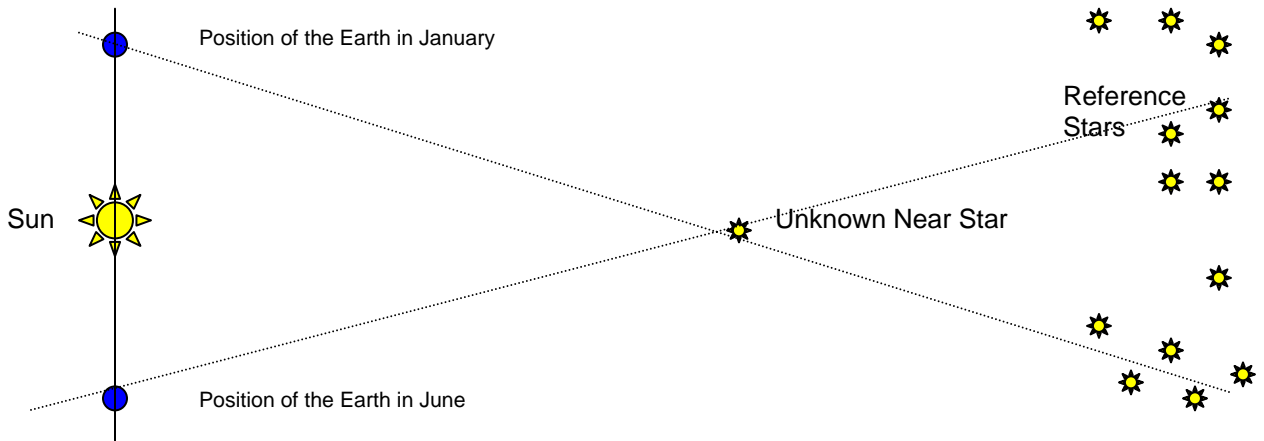 Position of the Earth in January
Reference
Stars
Sun
Unknown Near Star
Position of the Earth in June